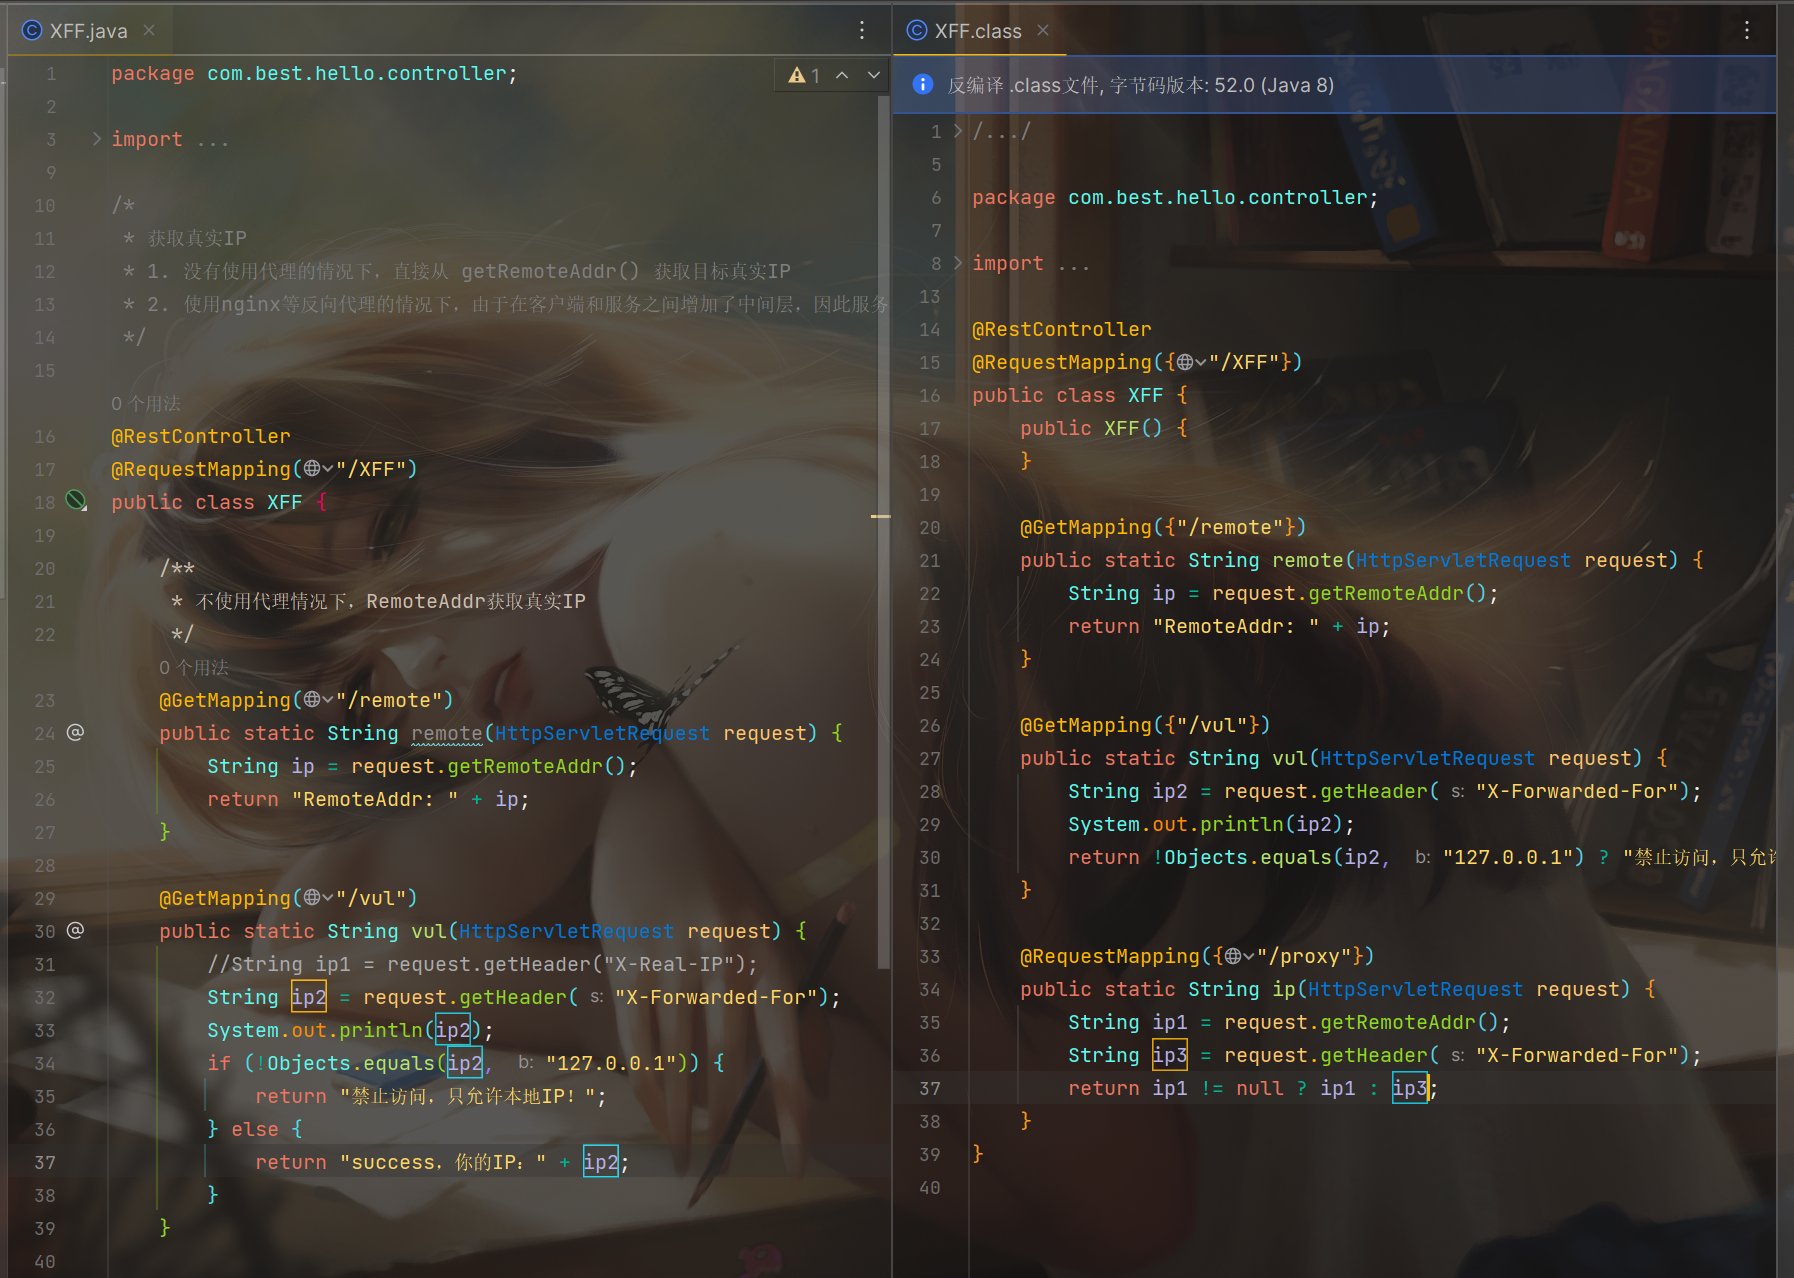 XFF.java
1 package com.best.hello.controller;
1
2
3 import ...
9
10 /*
11 * 获取真实IP
12 * 1. 没有使用代理的情况下，直接从 getRemoteAddr() 获取目标真实IP
13 * 2. 使用nginx等反向代理的情况下，由于在客户端和服务之间增加了中间层，因此服务
14 */
15
0 个用法
16 @RestController
17 @RequestMapping("/XFF")
18 public class XFF {
19
20 /**
21 * 不使用代理情况下，RemoteAddr获取真实IP
22 */
0 个用法
23 @GetMapping("/remote")
24 @ public static String remote(HttpServletRequest request) {
25 String ip = request.getRemoteAddr();
26 return "RemoteAddr: " + ip;
27 }
28
29 @GetMapping("/vul")
30 @ public static String vul(HttpServletRequest request) {
31 //String ip1 = request.getHeader("X-Real-IP");
32 String ip2 = request.getHeader( s: "X-Forwarded-For");
33 System.out.println(ip2);
34 if (!Objects.equals(ip2, b: "127.0.0.1")) {
35 return "禁止访问，只允许本地IP！";
36 } else {
37 return "success，你的IP：" + ip2;
38 }
39 }
40
XFF.class
反编译 .class文件, 字节码版本: 52.0 (Java 8)
1 /.../
5
6 package com.best.hello.controller;
7
8 import ...
13
14 @RestController
15 @RequestMapping({"/XFF"})
16 public class XFF {
17 public XFF() {
18 }
19
20 @GetMapping({"/remote"})
21 public static String remote(HttpServletRequest request) {
22 String ip = request.getRemoteAddr();
23 return "RemoteAddr: " + ip;
24 }
25
26 @GetMapping({"/vul"})
27 public static String vul(HttpServletRequest request) {
28 String ip2 = request.getHeader( s: "X-Forwarded-For");
29 System.out.println(ip2);
30 return !Objects.equals(ip2, b: "127.0.0.1") ? "禁止访问，只允
31 }
32
33 @RequestMapping({"/proxy"})
34 public static String ip(HttpServletRequest request) {
35 String ip1 = request.getRemoteAddr();
36 String ip3 = request.getHeader( s: "X-Forwarded-For");
37 return ip1 != null ? ip1 : ip3;
38 }
39 }
40